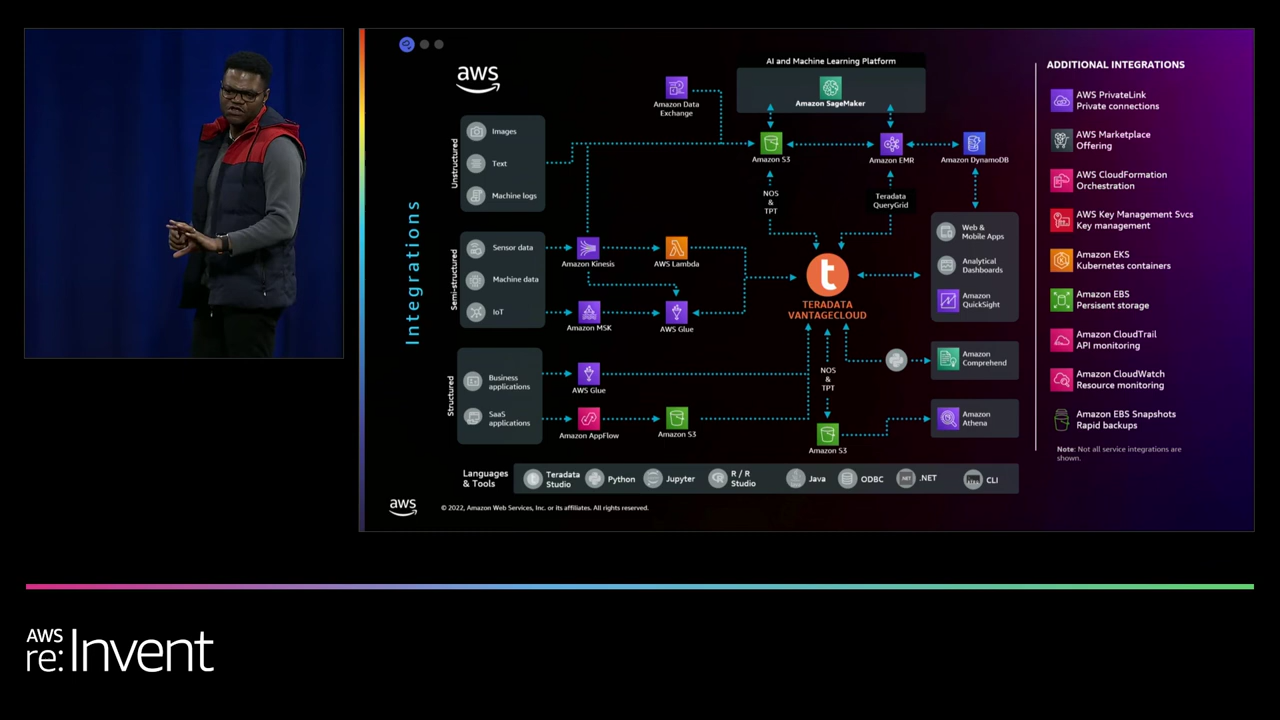 aws
Integrations
Unstructured
Images
Text
Machine logs
Semi-structured
Sensor data
Machine data
IoT
Structured
Business
applications
SaaS
applications
Amazon Data
Exchange
AI and Machine Learning Platform
Amazon SageMaker
Amazon S3
Amazon EMR
Amazon DynamoDB
NOS
&
TPT
Teradata
QueryGrid
Amazon Kinesis
AWS Lambda
Amazon MSK
AWS Glue
t
TERADATA
VANTAGECLOUD
Web &
Mobile Apps
Analytical
Dashboards
Amazon
QuickSight
AWS Glue
Amazon AppFlow
Amazon S3
NOS
&
TPT
Amazon S3
Amazon
Comprehend
Amazon
Athena
Languages
& Tools
Teradata
Studio
Python
Jupyter
R / R
Studio
Java
ODBC
.NET
CLI
aws
© 2022, Amazon Web Services, Inc. or its affiliates. All rights reserved.
ADDITIONAL INTEGRATIONS
AWS PrivateLink
Private connections
AWS Marketplace
Offering
AWS CloudFormation
Orchestration
AWS Key Management Svcs
Key management
Amazon EKS
Kubernetes containers
Amazon EBS
Persisent storage
Amazon CloudTrail
API monitoring
Amazon CloudWatch
Resource monitoring
Amazon EBS Snapshots
Rapid backups
Note: Not all service integrations are
shown.
AWS
re:Invent